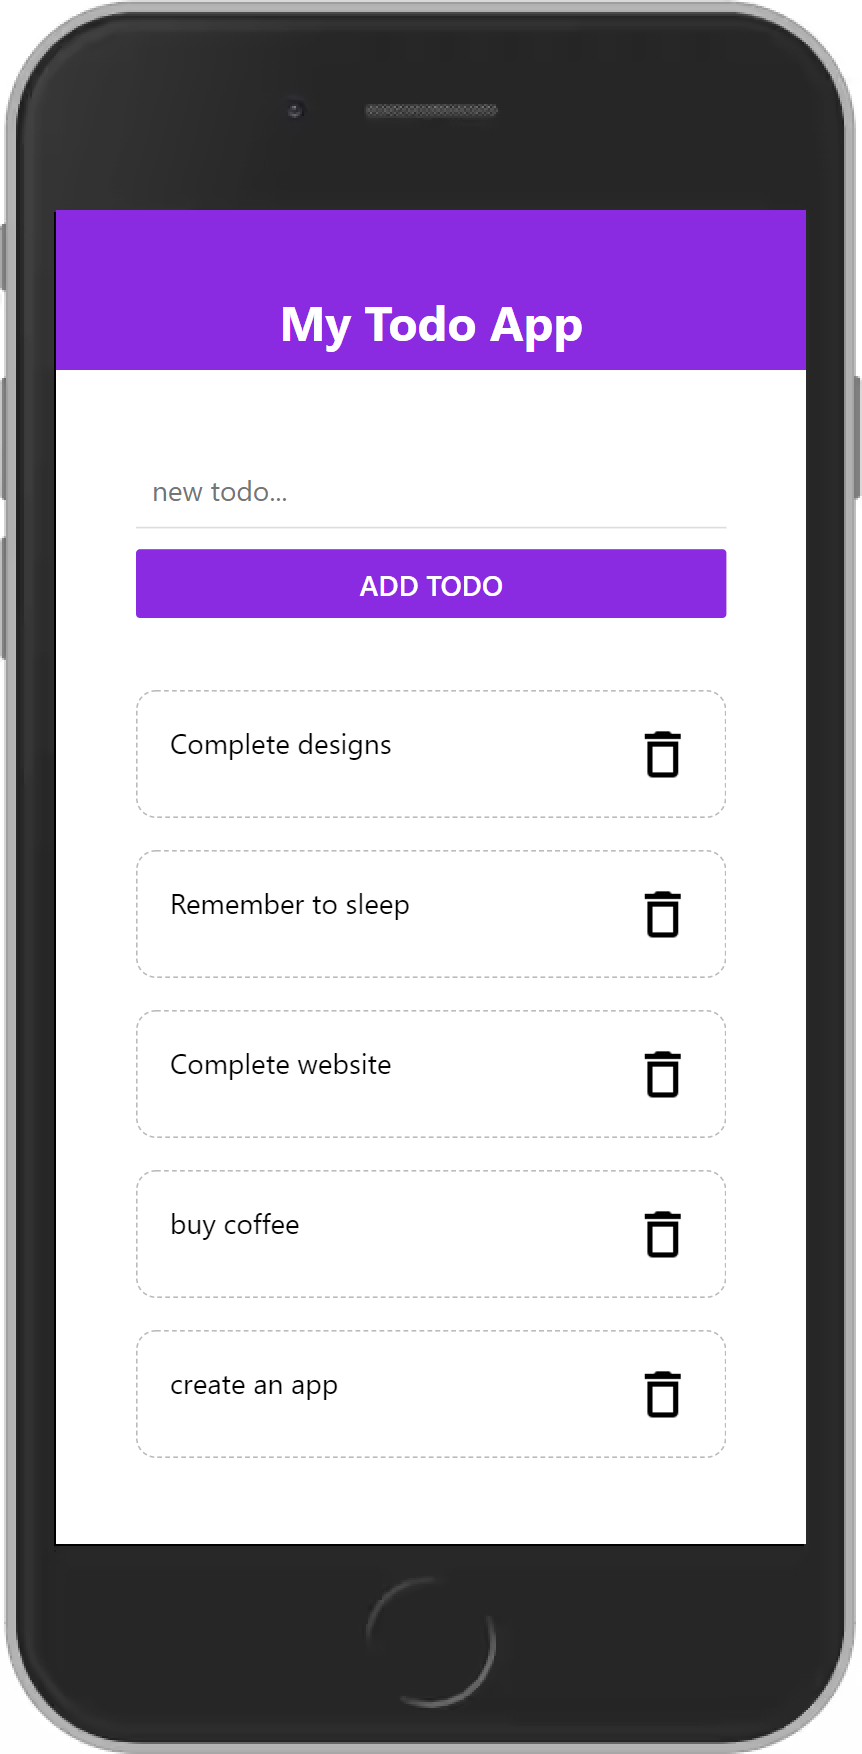 My Todo App
new todo...
ADD TODO
Complete designs
Remember to sleep
Complete website
buy coffee
create an app